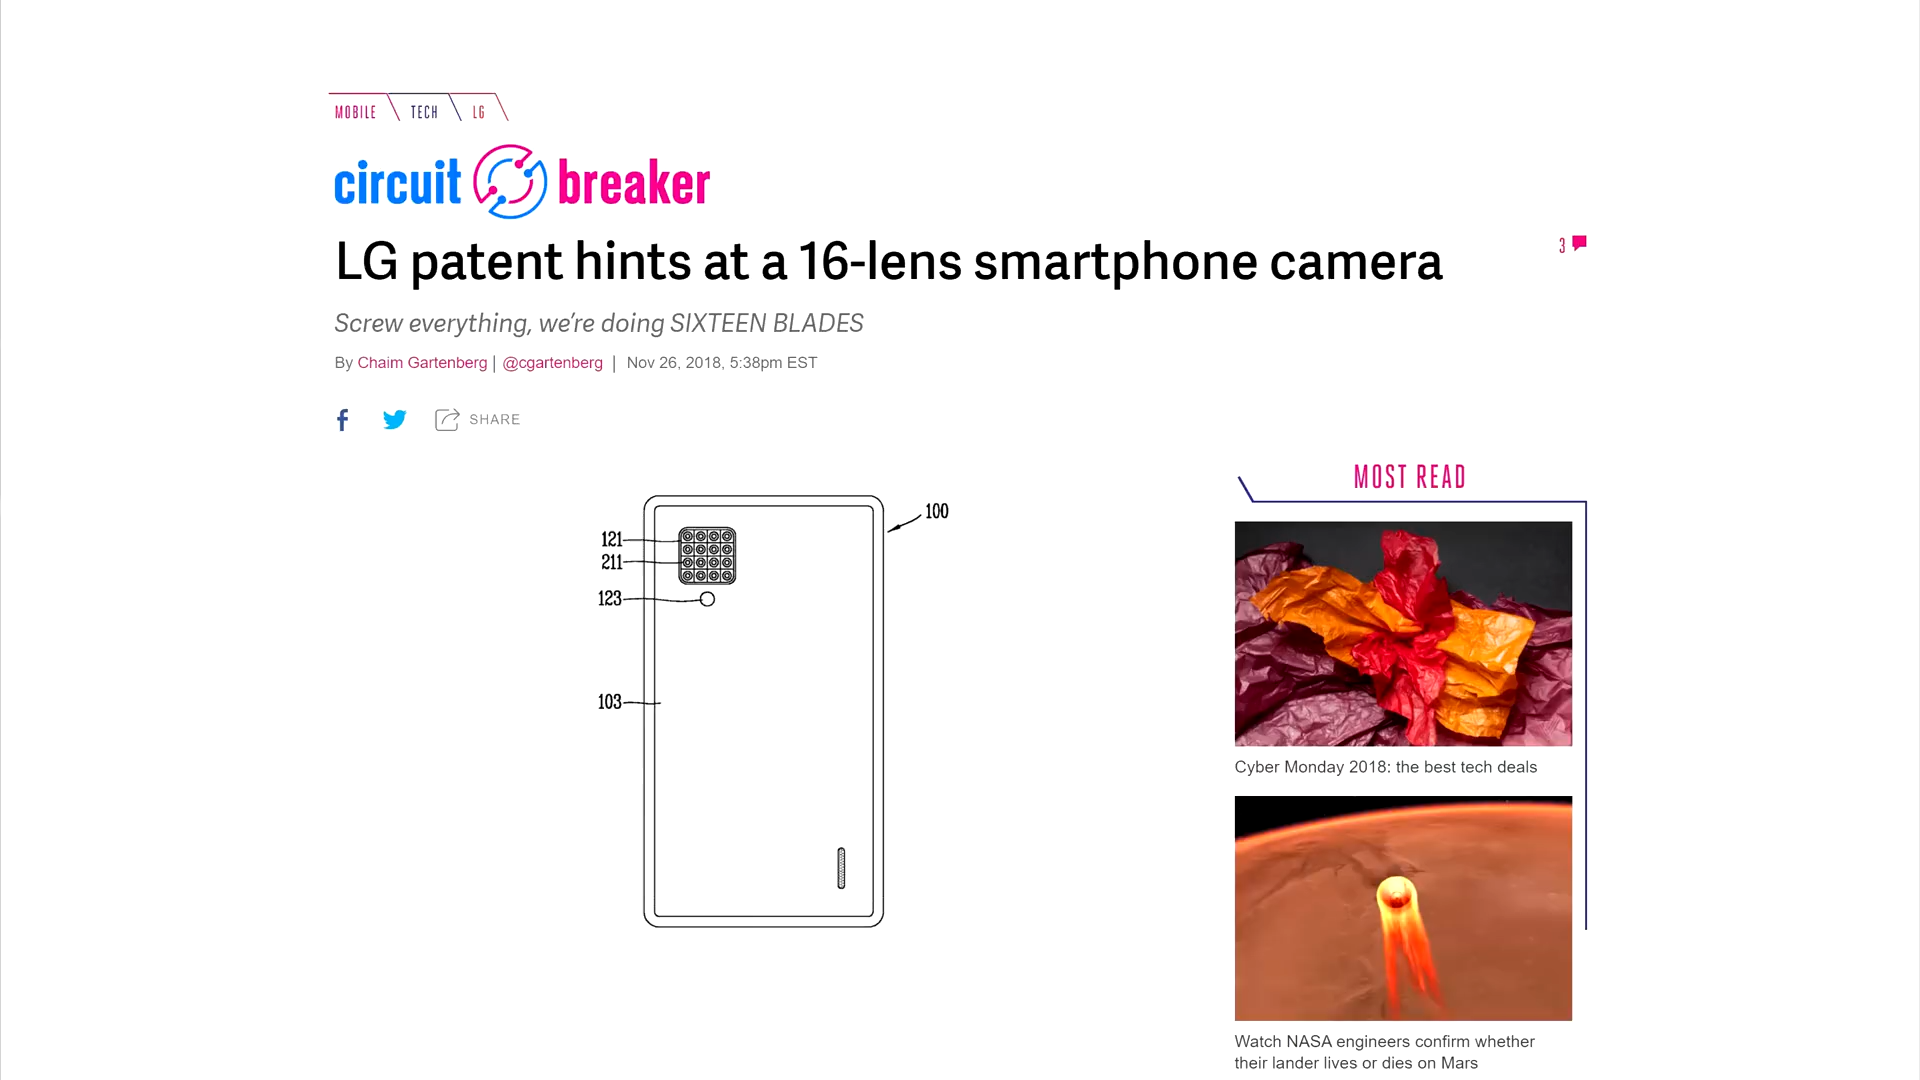 MOBILE TECH LG
circuit breaker
LG patent hints at a 16-lens smartphone camera
3
Screw everything, we're doing SIXTEEN BLADES
By Chaim Gartenberg | @cgartenberg | Nov 26, 2018, 5:38pm EST
SHARE
100
121
211
123
103
MOST READ
Cyber Monday 2018: the best tech deals
Watch NASA engineers confirm whether
their lander lives or dies on Mars